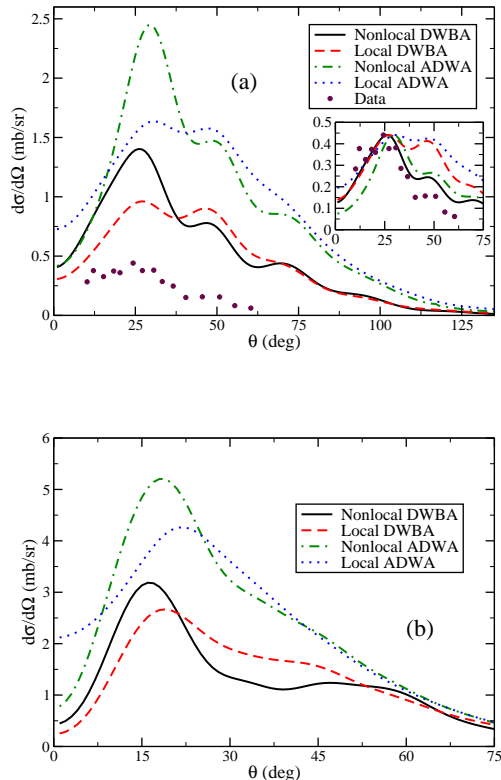 2.5
2
1.5
1
0.5
0
dσ/dΩ (mb/sr)
(a)
Nonlocal DWBA
Local DWBA
Nonlocal ADWA
Local ADWA
Data
0.5
0.4
0.3
0.2
0.1
0
0 25 50 75
0 25 50 75 100 125
θ (deg)
6
5
4
3
2
1
0
dσ/dΩ (mb/sr)
Nonlocal DWBA
Local DWBA
Nonlocal ADWA
Local ADWA
(b)
0 15 30 45 60 75
θ (deg)